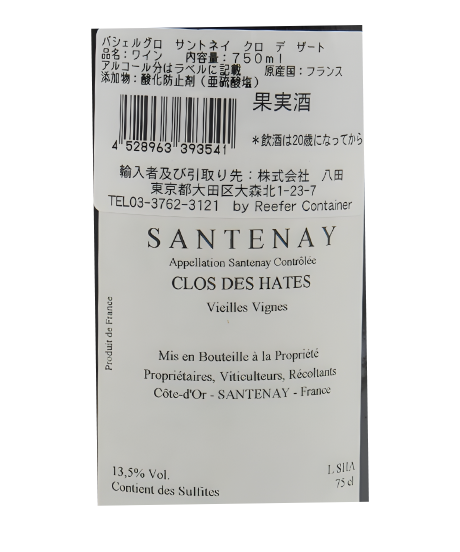 バシェルグロ　サントネイ　クロ　デ　ザート
品名：ワイン　内容量：７５０ｍｌ
アルコール分はラベルに記載　原産国：フランス
添加物：酸化防止剤（亜硫酸塩）
果実酒
4 528963 393541
＊飲酒は20歳になってから
輸入者及び引取り先：株式会社　八田
東京都大田区大森北1-23-7
TEL03-3762-3121 by Reefer Container
SANTENAY
Appellation Santenay Contrôlée
CLOS DES HATES
Vieilles Vignes
Produit de France
Mis en Bouteille à la Propriété
Propriétaires, Viticulteurs, Récoltants
Côte-d'Or - SANTENAY - France
13,5% Vol.
L SHA
Contient des Sulfites
75 cl